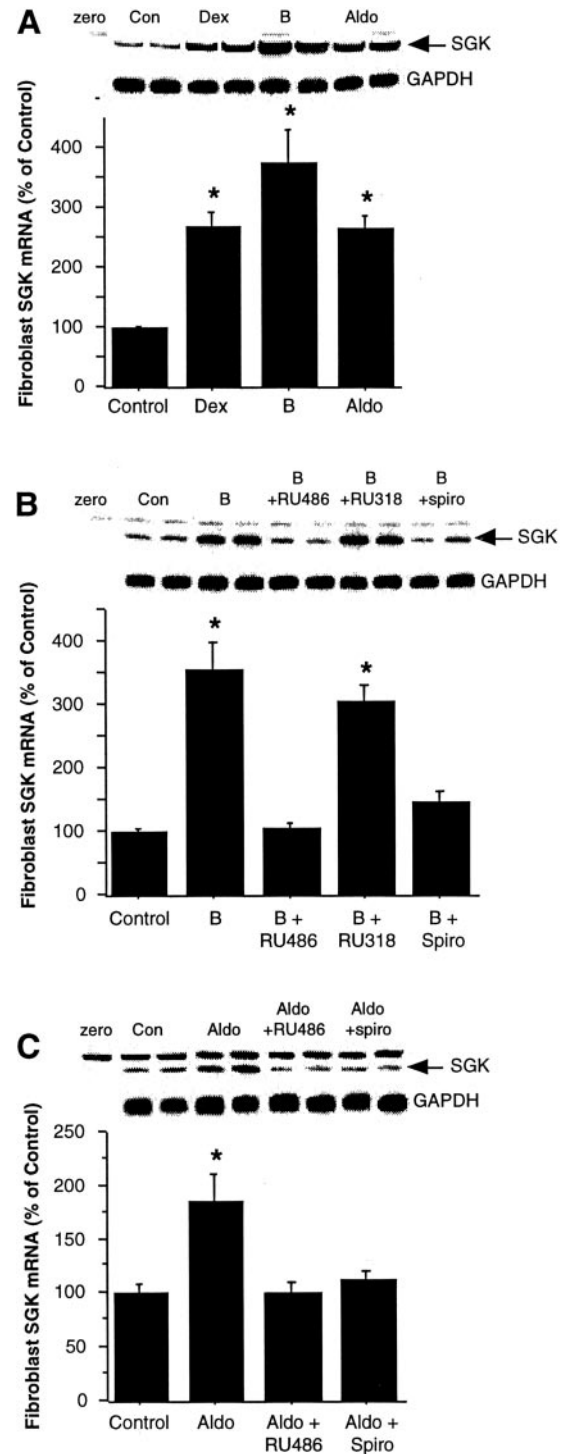 A
zero Con Dex B Aldo
SGK
GAPDH
Fibroblast SGK mRNA (% of Control)
*
*
*
400
300
200
100
0
Control Dex B Aldo
B
B B B
zero Con B +RU486 +RU318 +spiro
SGK
GAPDH
Fibroblast SGK mRNA (% of Control)
*
*
400
300
200
100
0
Control B B + B + B +
RU486 RU318 Spiro
C
Aldo Aldo
zero Con Aldo +RU486 +spiro
SGK
GAPDH
Fibroblast SGK mRNA (% of Control)
*
250
200
150
100
50
0
Control Aldo Aldo + Aldo +
RU486 Spiro